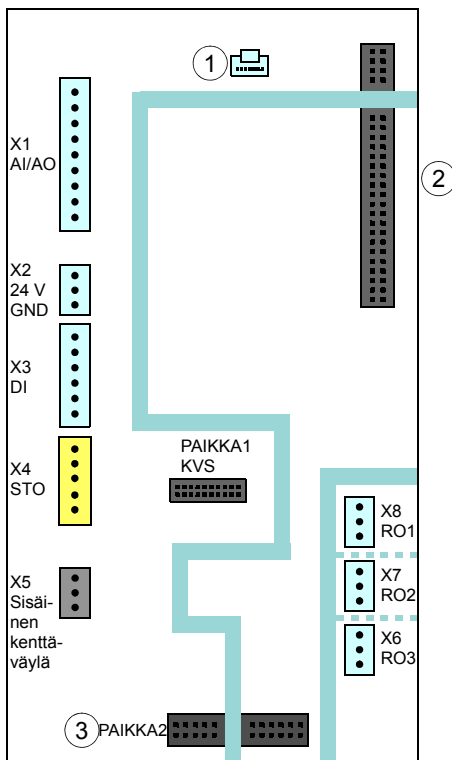 1
X1
AI/AO
2
X2
24 V
GND
X3
DI
PAIKKA1
KVS
X4
STO
X8
RO1
X5
Sisäi-
nen
kenttä-
väylä
X7
RO2
X6
RO3
3
PAIKKA2